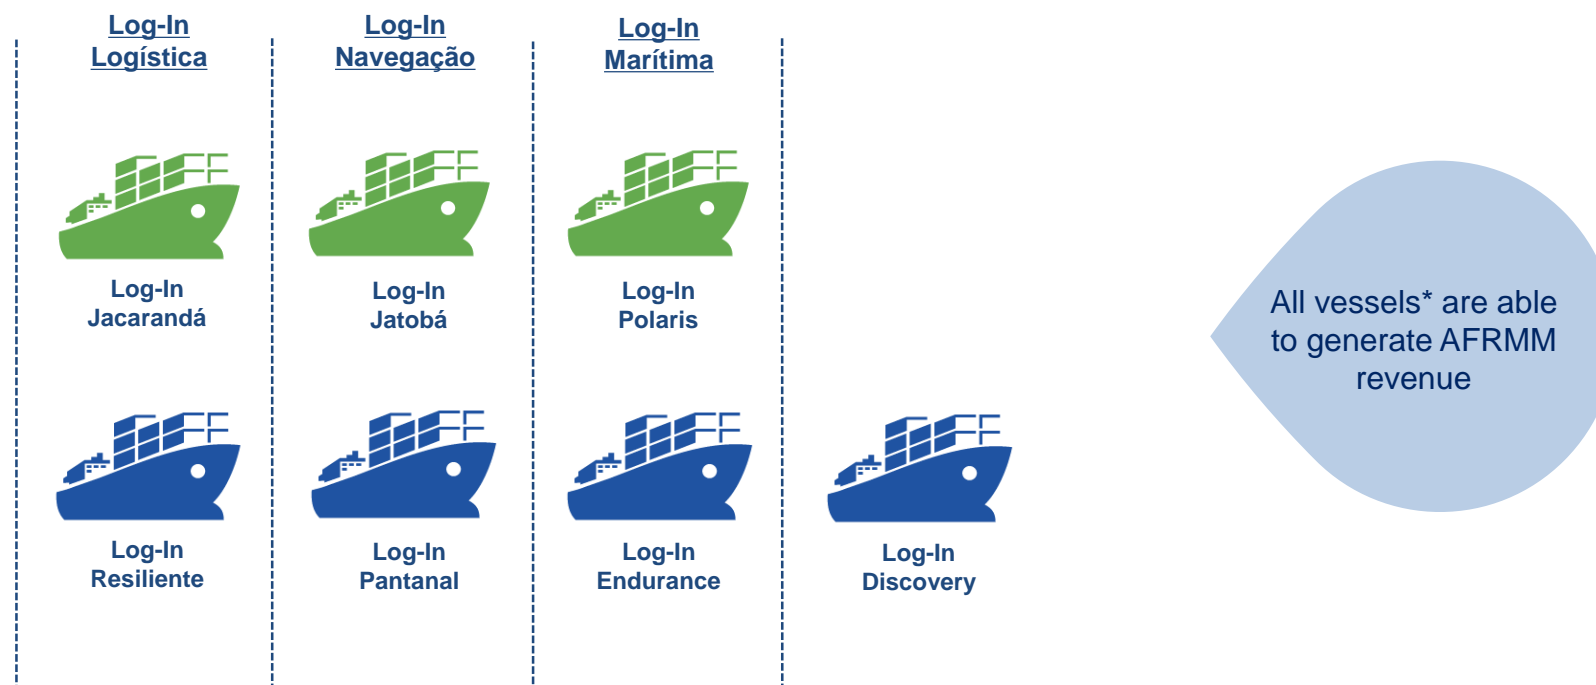 Log-In
Logística
Log-In
Navegação
Log-In
Marítima
Log-In
Jacarandá
Log-In
Jatobá
Log-In
Polaris
All vessels* are able
to generate AFRMM
revenue
Log-In
Resiliente
Log-In
Pantanal
Log-In
Endurance
Log-In
Discovery